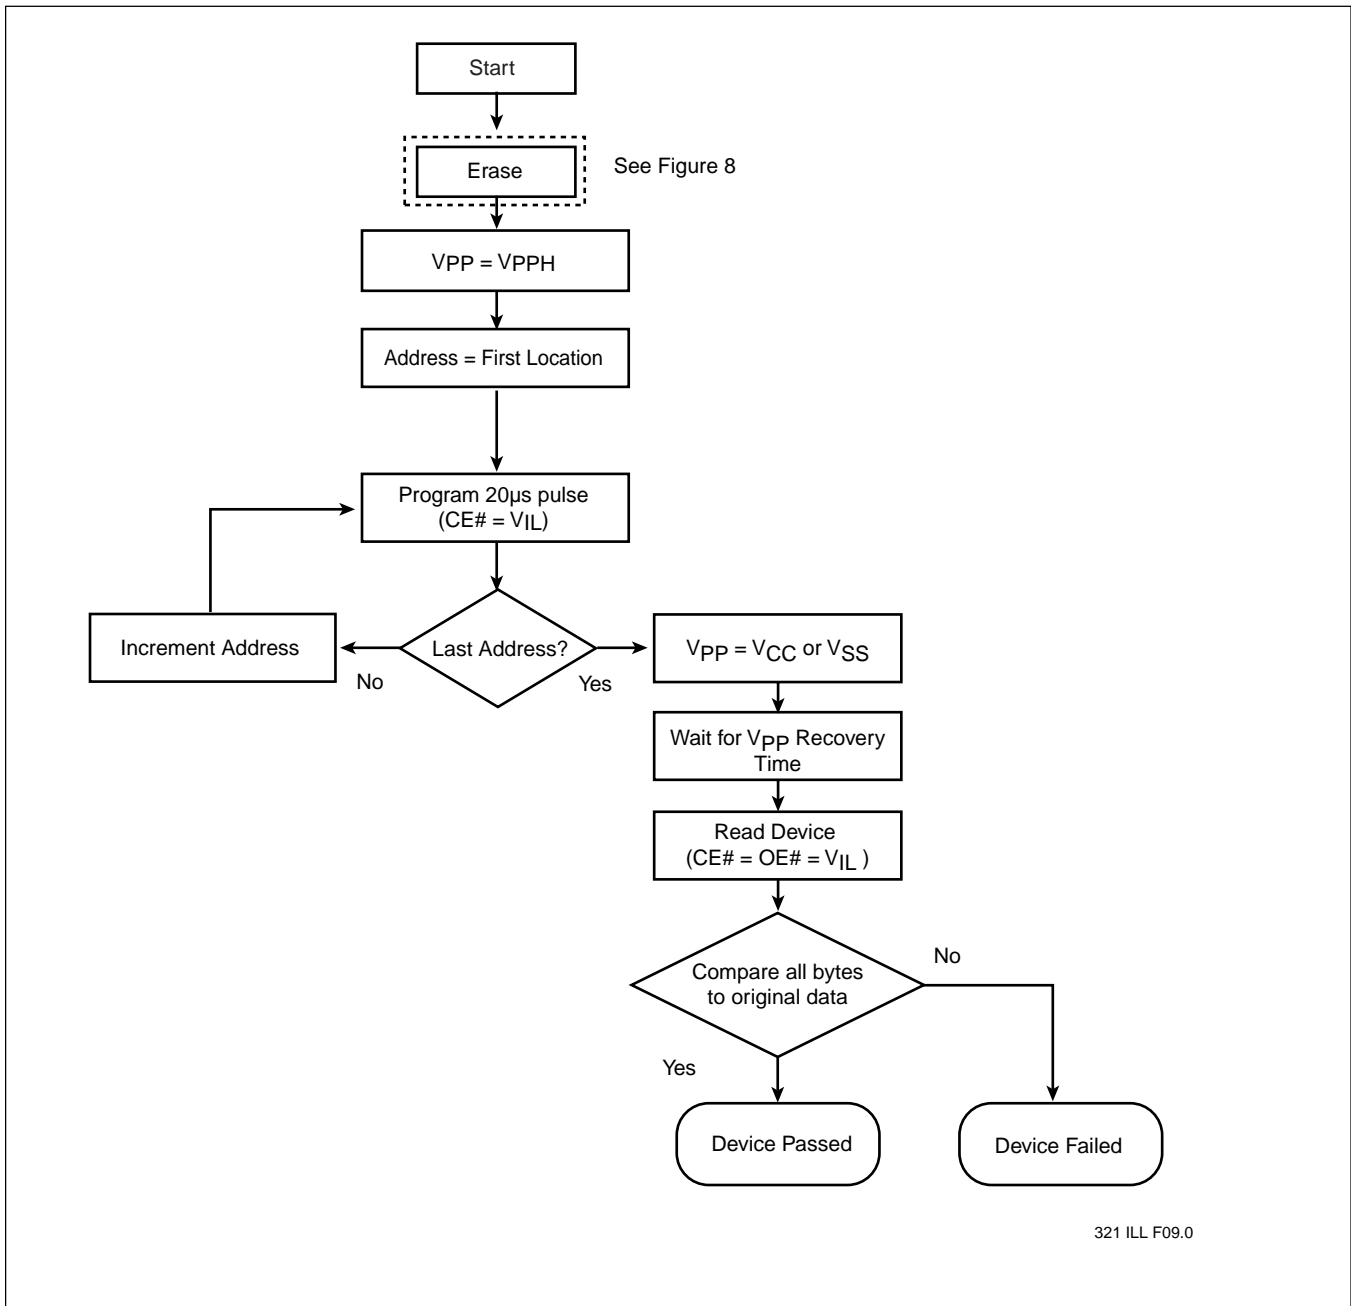 Start
Erase
See Figure 8
VPP = VPPH
Address = First Location
Program 20µs pulse
(CE# = VIL)
Increment Address
No
Last Address?
Yes
VPP = VCC or VSS
Wait for VPP Recovery
Time
Read Device
(CE# = OE# = VIL )
Compare all bytes
to original data
No
Yes
Device Passed
Device Failed
321 ILL F09.0